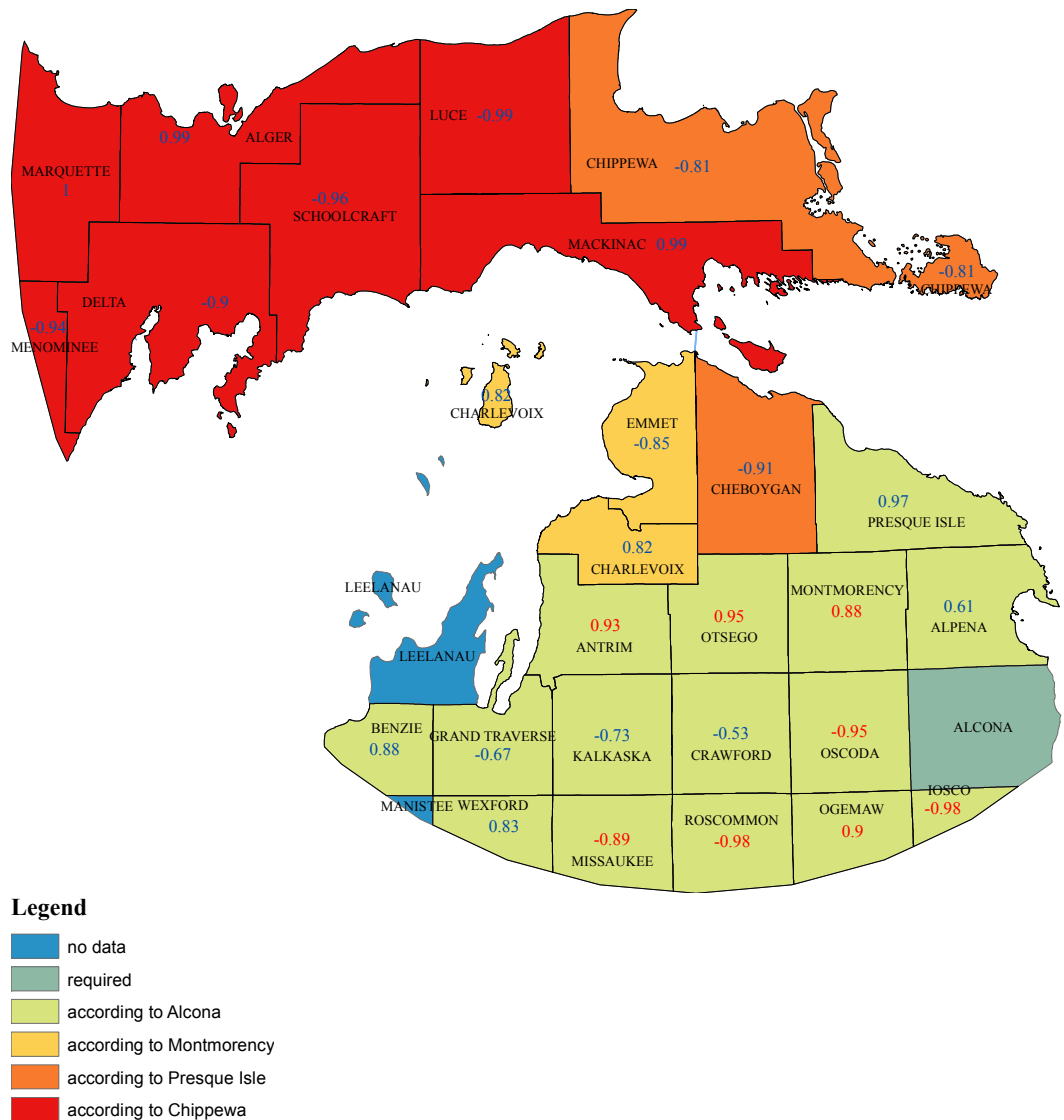 LUCE -0.99
0.99
ALGER
CHIPPEWA -0.81
MARQUETTE
1
-0.96
SCHOOLCRAFT
MACKINAC 0.99
-0.81
CHIPPEWA
DELTA -0.9
-0.94
MENOMINEE
0.82
CHARLEVOIX
EMMET
-0.85
-0.91
CHEBOYGAN
0.97
PRESQUE ISLE
0.82
CHARLEVOIX
LEELANAU
MONTMORENCY
0.88
0.61
ALPENA
0.93
ANTRIM
0.95
OTSEGO
LEELANAU
BENZIE
0.88
GRAND TRAVERSE
-0.67
-0.73
KALKASKA
-0.53
CRAWFORD
-0.95
OSCODA
ALCONA
MANISTEE
WEXFORD
0.83
-0.89
MISSAUKEE
ROSCOMMON
-0.98
OGEMAW
0.9
IOSCO
-0.98
Legend
no data
required
according to Alcona
according to Montmorency
according to Presque Isle
according to Chippewa